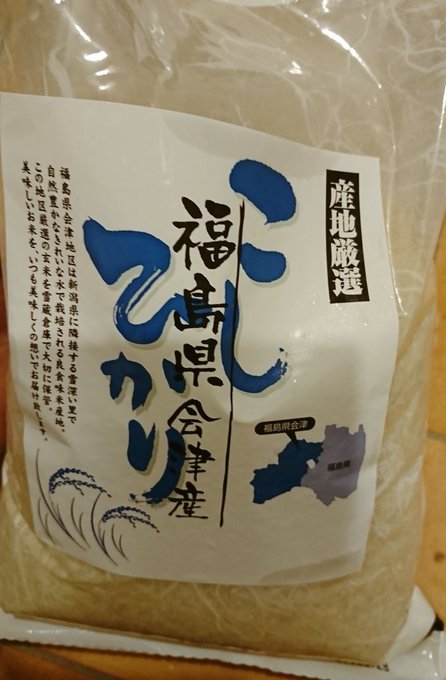 産地厳選
こしひかり
福島県会津産
福島県会津
福島県
福島県会津地区は新潟県に隣接する雪深い里で
自然豊かなきれいな水で栽培される良食味米産地。
この地区厳選の玄米を雪蔵倉庫で大切に保管。
美味しいお米を、いつも美味しくの想いでお届け致します。